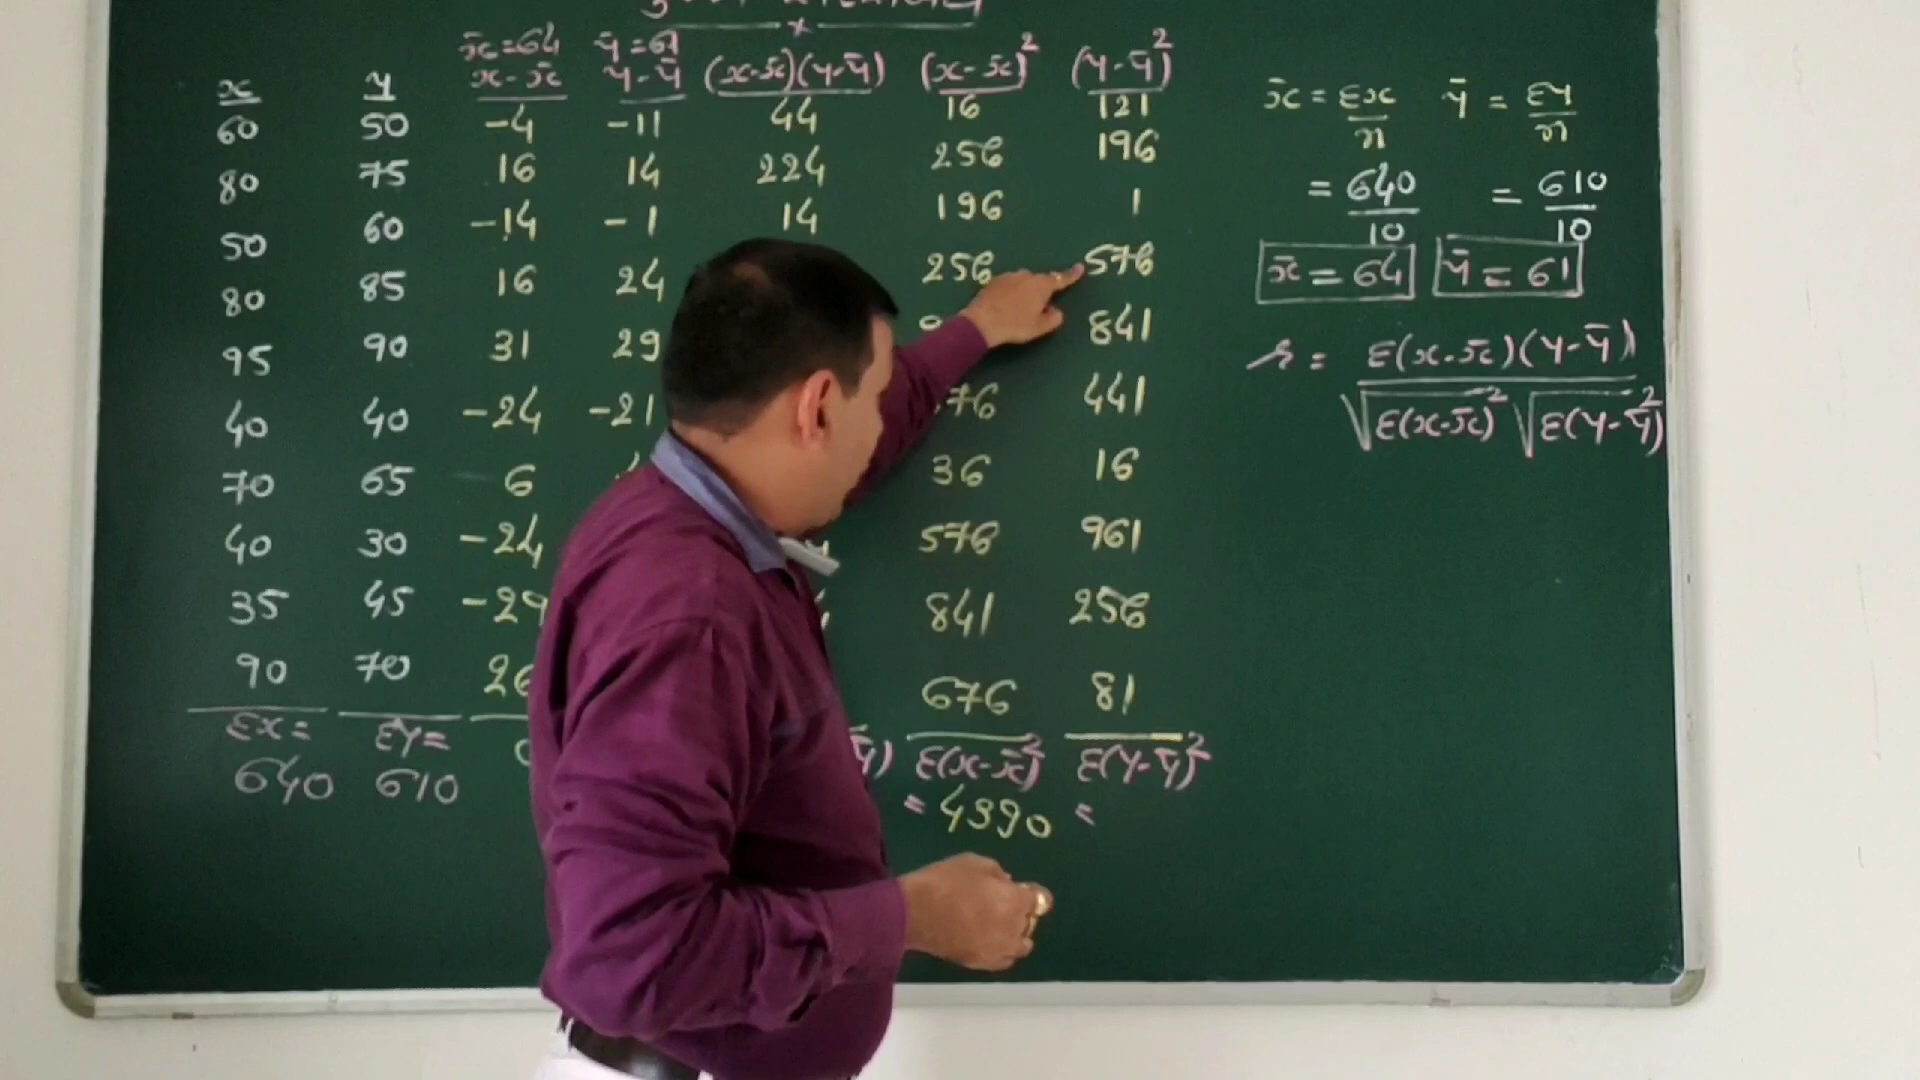 x̄ = 64 ȳ = 61
x y x - x̄ y - ȳ (x - x̄)(y - ȳ) (x - x̄)² (y - ȳ)²
60 50 -4 -11 44 16 121
80 75 16 14 224 256 196
50 60 -14 -1 14 196 1
80 85 16 24 256 576
95 90 31 29 841
40 40 -24 -21 441
70 65 6 36 16
40 30 -24 576 961
35 45 -29 841 256
90 70 676 81
Σx = Σy = Σ(x - x̄)² Σ(y - ȳ)²
640 610 = 4390 =
x̄ = Σx/n ȳ = Σy/n
= 640/10 = 610/10
x̄ = 64 ȳ = 61
r = Σ(x - x̄)(y - ȳ) / √Σ(x - x̄)² √Σ(y - ȳ)²